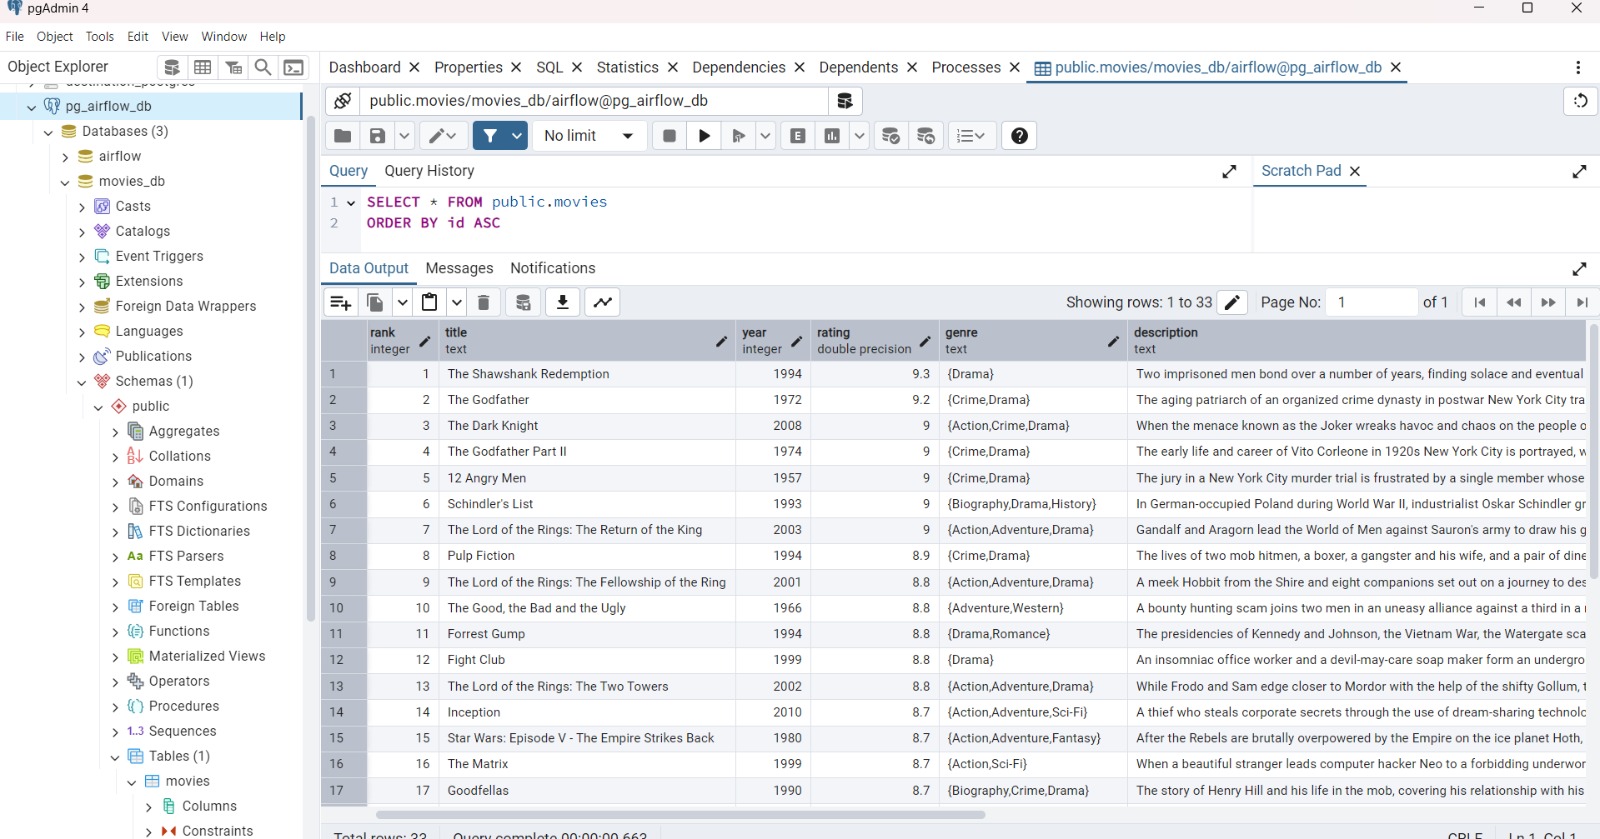 pgAdmin 4
File Object Tools Edit View Window Help
Object Explorer
Dashboard Properties SQL Statistics Dependencies Dependents Processes public.movies/movies_db/airflow@pg_airflow_db
pg_airflow_db
Databases (3)
airflow
movies_db
Casts
Catalogs
Event Triggers
Extensions
Foreign Data Wrappers
Languages
Publications
Schemas (1)
public
Aggregates
Collations
Domains
FTS Configurations
FTS Dictionaries
Aa FTS Parsers
FTS Templates
Foreign Tables
Functions
Materialized Views
Operators
Procedures
1..3 Sequences
Tables (1)
movies
Columns
Constraints
public.movies/movies_db/airflow@pg_airflow_db
No limit E
Query Query History
Scratch Pad
1 SELECT * FROM public.movies
2 ORDER BY id ASC
Data Output Messages Notifications
Showing rows: 1 to 33 Page No: 1 of 1
rank title year rating genre description
integer text integer double precision text text
1 1 The Shawshank Redemption 1994 9.3 {Drama} Two imprisoned men bond over a number of years, finding solace and eventual
2 2 The Godfather 1972 9.2 {Crime,Drama} The aging patriarch of an organized crime dynasty in postwar New York City tra
3 3 The Dark Knight 2008 9 {Action,Crime,Drama} When the menace known as the Joker wreaks havoc and chaos on the people o
4 4 The Godfather Part II 1974 9 {Crime,Drama} The early life and career of Vito Corleone in 1920s New York City is portrayed, w
5 5 12 Angry Men 1957 9 {Crime,Drama} The jury in a New York City murder trial is frustrated by a single member whose
6 6 Schindler's List 1993 9 {Biography,Drama,History} In German-occupied Poland during World War II, industrialist Oskar Schindler gr
7 7 The Lord of the Rings: The Return of the King 2003 9 {Action,Adventure,Drama} Gandalf and Aragorn lead the World of Men against Sauron's army to draw his g
8 8 Pulp Fiction 1994 8.9 {Crime,Drama} The lives of two mob hitmen, a boxer, a gangster and his wife, and a pair of dine
9 9 The Lord of the Rings: The Fellowship of the Ring 2001 8.8 {Action,Adventure,Drama} A meek Hobbit from the Shire and eight companions set out on a journey to des
10 10 The Good, the Bad and the Ugly 1966 8.8 {Adventure,Western} A bounty hunting scam joins two men in an uneasy alliance against a third in a
11 11 Forrest Gump 1994 8.8 {Drama,Romance} The presidencies of Kennedy and Johnson, the Vietnam War, the Watergate sca
12 12 Fight Club 1999 8.8 {Drama} An insomniac office worker and a devil-may-care soap maker form an undergro
13 13 The Lord of the Rings: The Two Towers 2002 8.8 {Action,Adventure,Drama} While Frodo and Sam edge closer to Mordor with the help of the shifty Gollum, t
14 14 Inception 2010 8.7 {Action,Adventure,Sci-Fi} A thief who steals corporate secrets through the use of dream-sharing technolo
15 15 Star Wars: Episode V - The Empire Strikes Back 1980 8.7 {Action,Adventure,Fantasy} After the Rebels are brutally overpowered by the Empire on the ice planet Hoth,
16 16 The Matrix 1999 8.7 {Action,Sci-Fi} When a beautiful stranger leads computer hacker Neo to a forbidding underwor
17 17 Goodfellas 1990 8.7 {Biography,Crime,Drama} The story of Henry Hill and his life in the mob, covering his relationship with his
Total rows: 33 Query complete 00:00:00.663 CRLF Ln 1, Col 1